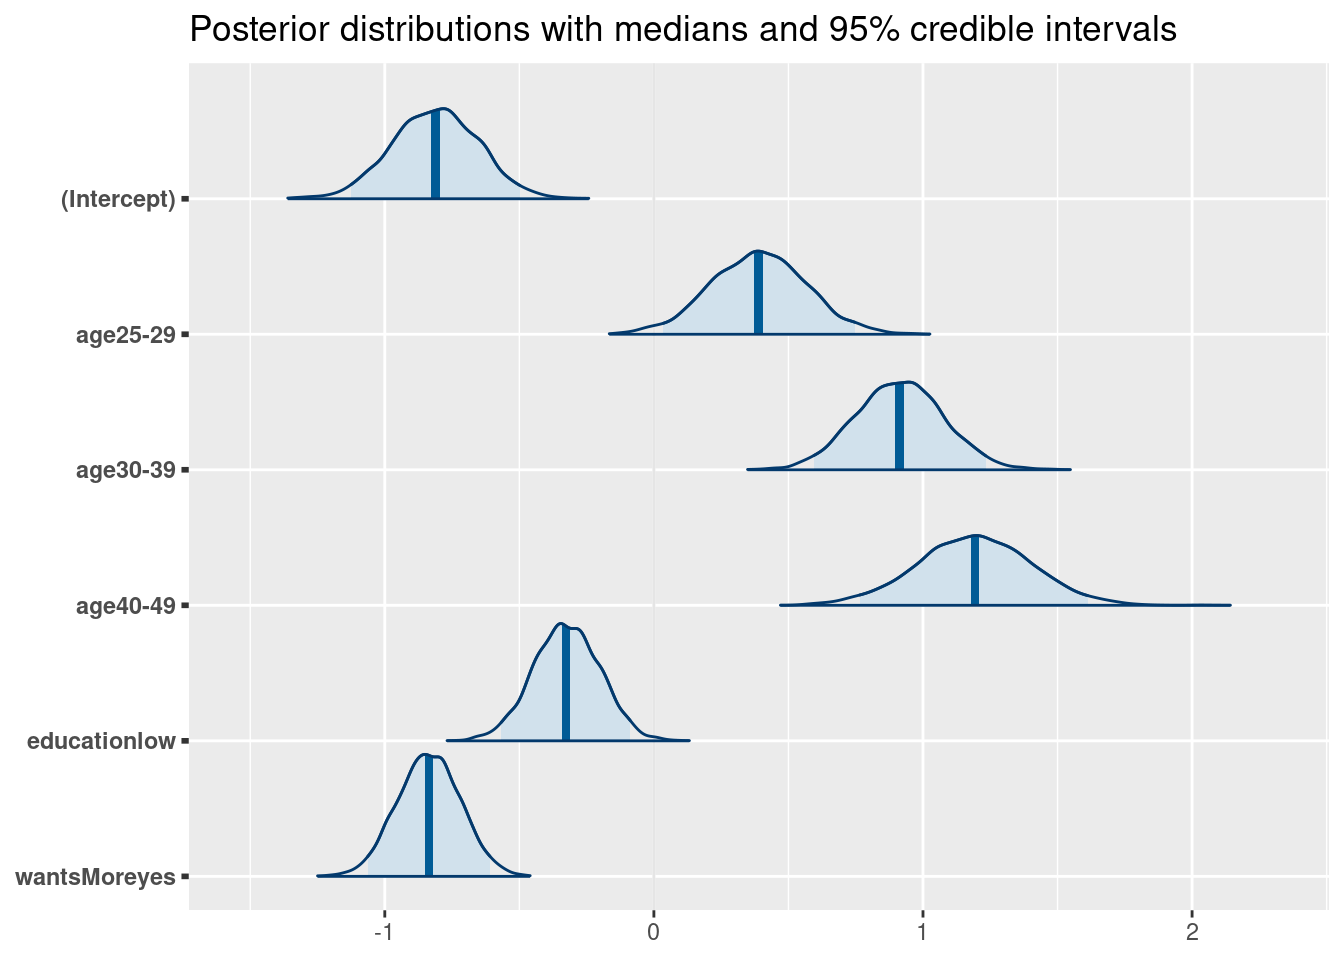 Posterior distributions with medians and 95% credible intervals
(Intercept)
age25-29
age30-39
age40-49
educationlow
wantsMoreyes
-1 0 1 2